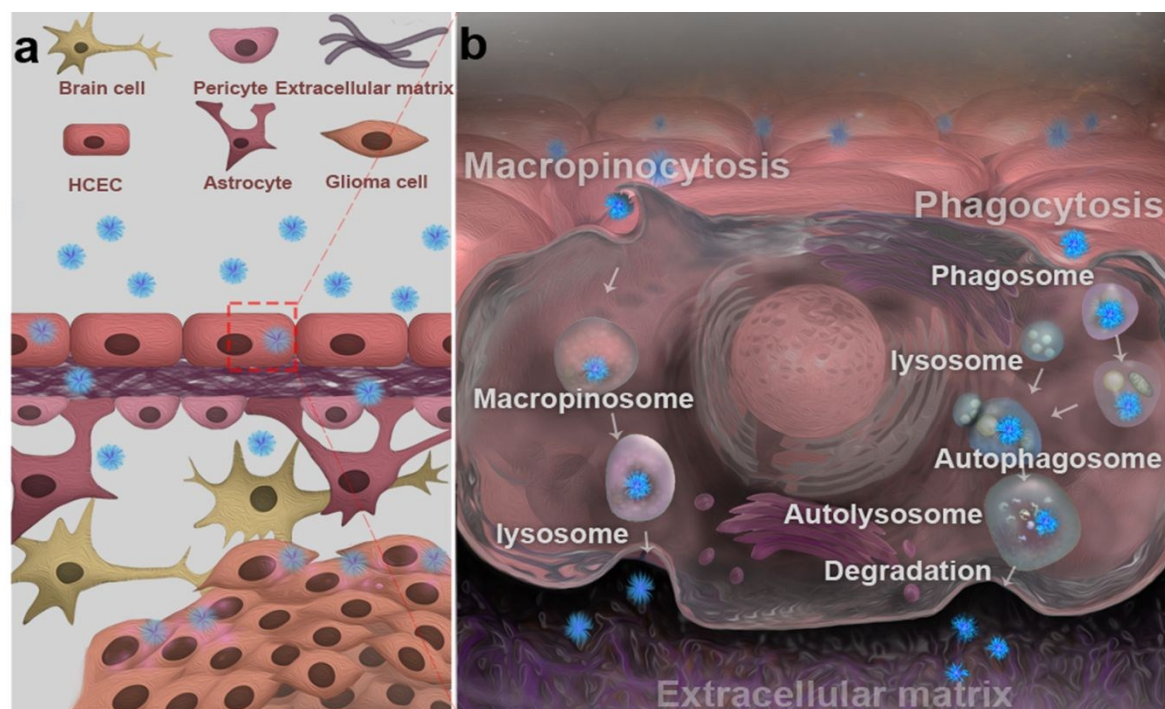 a
Brain cell
Pericyte
Extracellular matrix
HCEC
Astrocyte
Glioma cell
b
Macropinocytosis
Phagocytosis
Phagosome
lysosome
Macropinosome
Autophagosome
Autolysosome
lysosome
Degradation
Extracellular matrix